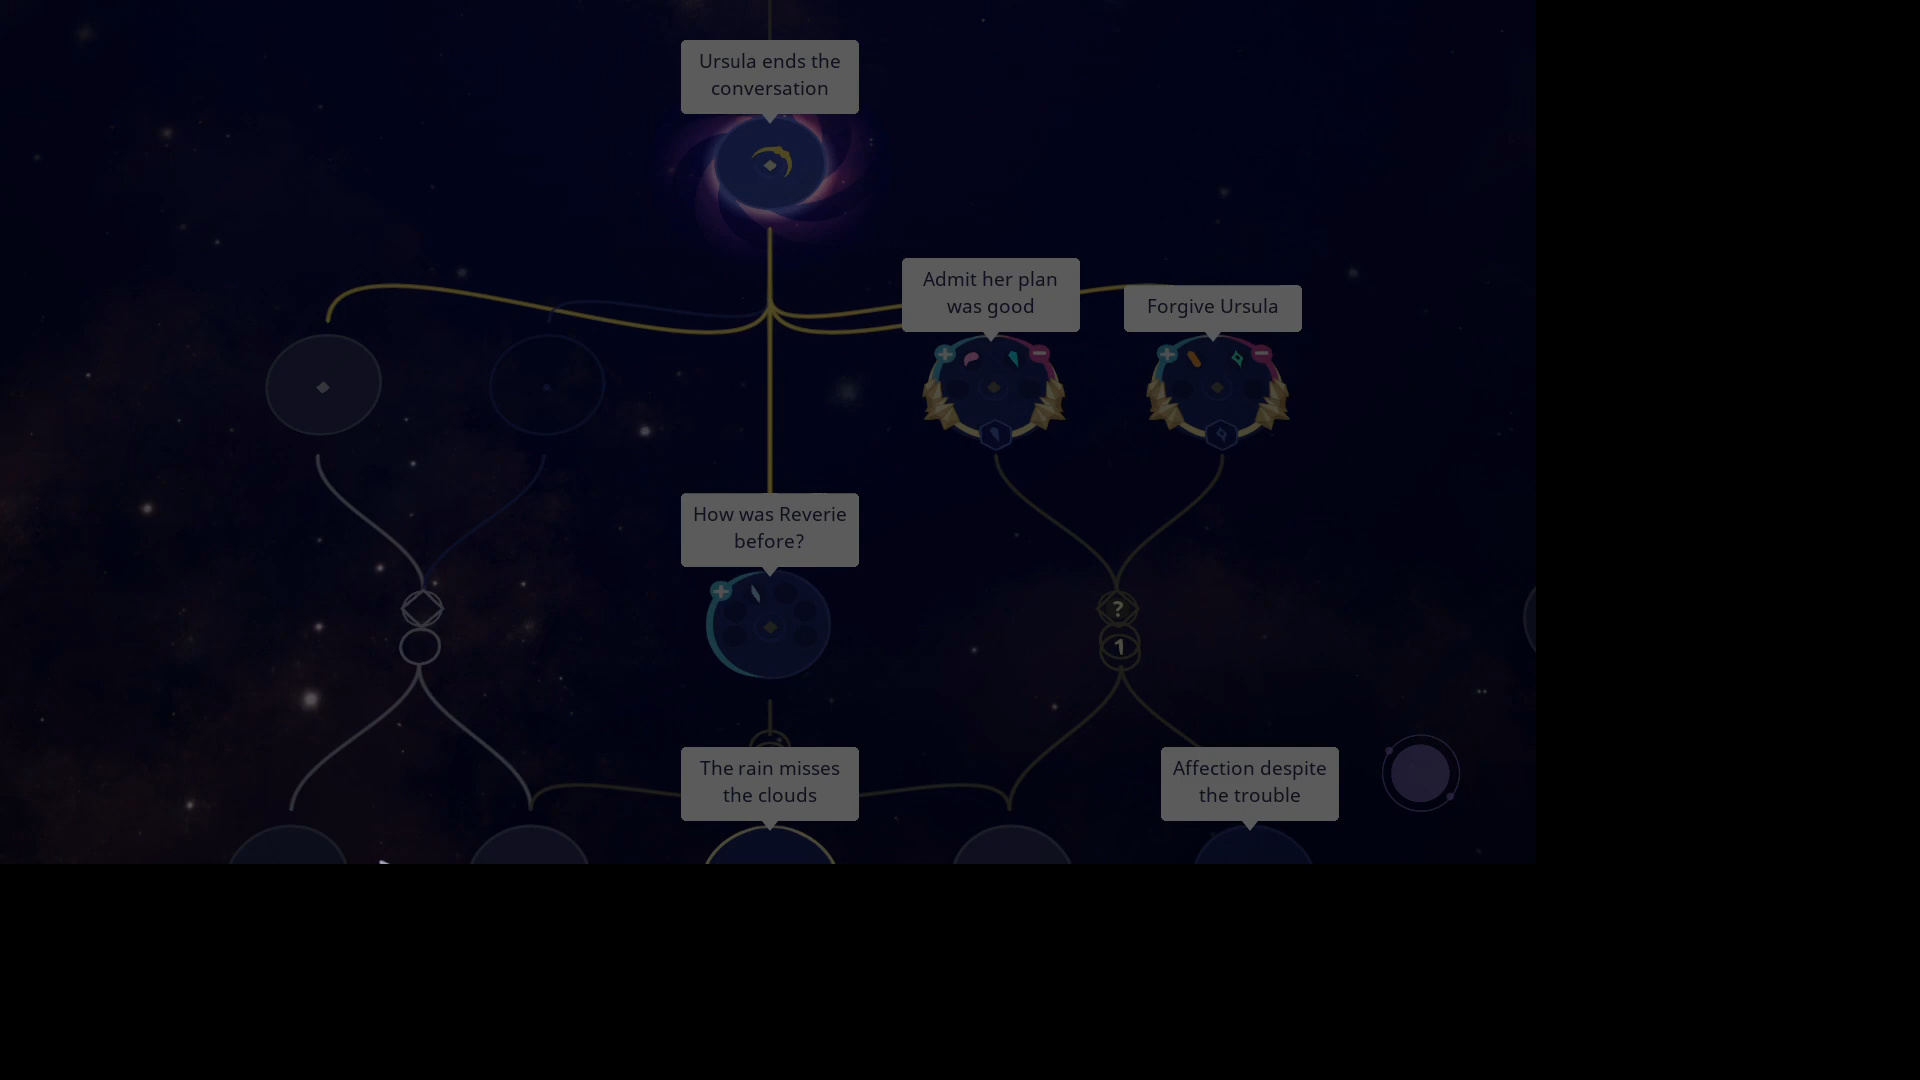 Ursula ends the
conversation
Admit her plan
was good
Forgive Ursula
How was Reverie
before?
?
1
The rain misses
the clouds
Affection despite
the trouble